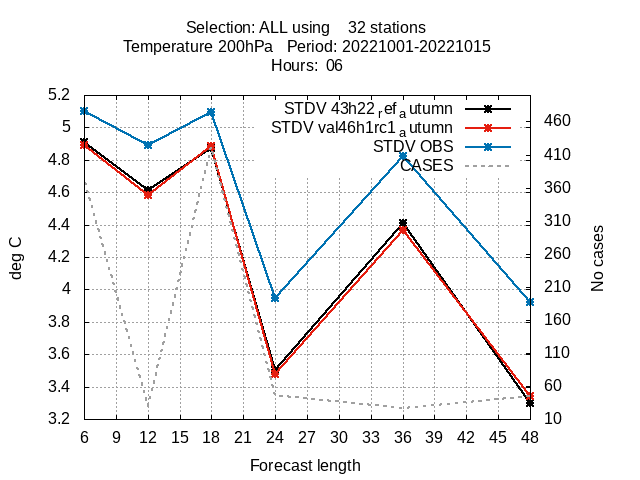 Selection: ALL using 32 stations
Temperature 200hPa Period: 20221001-20221015
Hours: 06
STDV 43h22ref autumn
STDV val46h1rc1autumn
STDV OBS
CASES
5.2
5
4.8
4.6
4.4
4.2
4
3.8
3.6
3.4
3.2
deg C
460
410
360
310
260
210
160
110
60
10
No cases
6 9 12 15 18 21 24 27 30 33 36 39 42 45 48
Forecast length